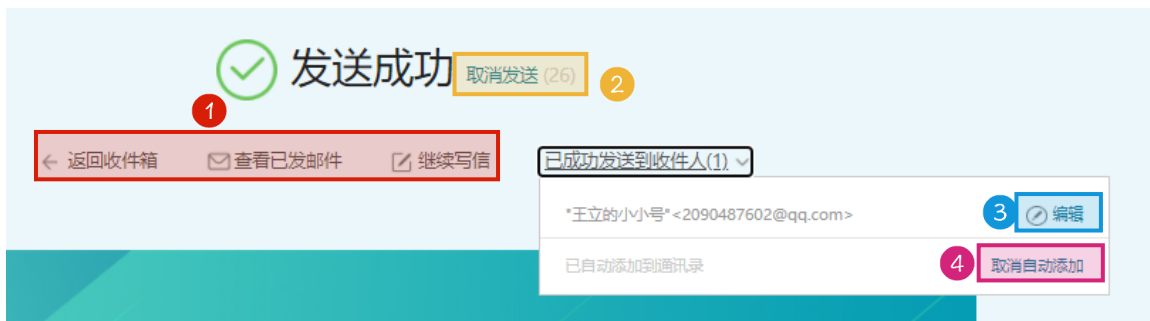 发送成功 取消发送 (26) 2
1
返回收件箱 查看已发邮件 继续写信 已成功发送到收件人(1)
"王立的小小号"<2090487602@qq.com> 3 编辑
已自动添加到通讯录 4 取消自动添加